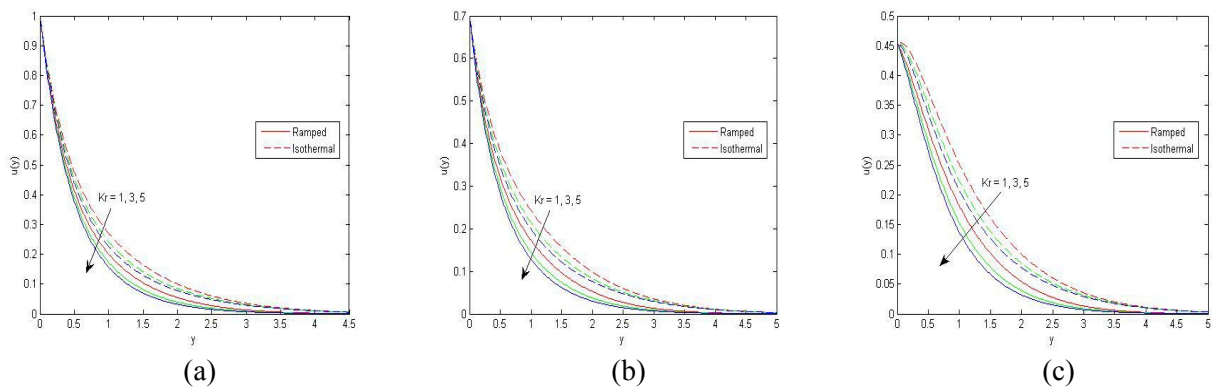 1
0.9
0.8
0.7
0.6
0.5
0.4
0.3
0.2
0.1
0
u(y)
Ramped
Isothermal
Kr = 1, 3, 5
0 0.5 1 1.5 2 2.5 3 3.5 4 4.5
y
(a)
0.7
0.6
0.5
0.4
0.3
0.2
0.1
0
u(y)
Ramped
Isothermal
Kr = 1, 3, 5
0 0.5 1 1.5 2 2.5 3 3.5 4 4.5 5
y
(b)
0.5
0.45
0.4
0.35
0.3
0.25
0.2
0.15
0.1
0.05
0
u(y)
Ramped
Isothermal
Kr = 1, 3, 5
0 0.5 1 1.5 2 2.5 3 3.5 4 4.5 5
y
(c)